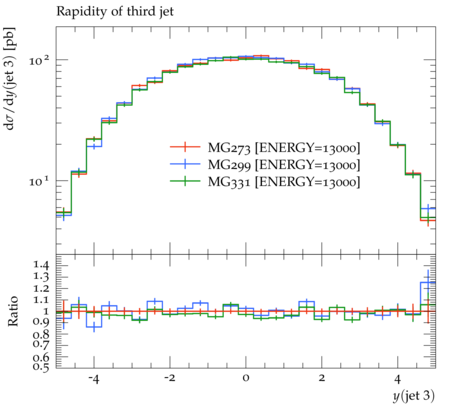 Rapidity of third jet
dσ/dy(jet 3) [pb]
10²
10¹
MG273 [ENERGY=13000]
MG299 [ENERGY=13000]
MG331 [ENERGY=13000]
Ratio
1.4
1.3
1.2
1.1
1
0.9
0.8
0.7
0.6
0.5
-4 -2 0 2 4
y(jet 3)